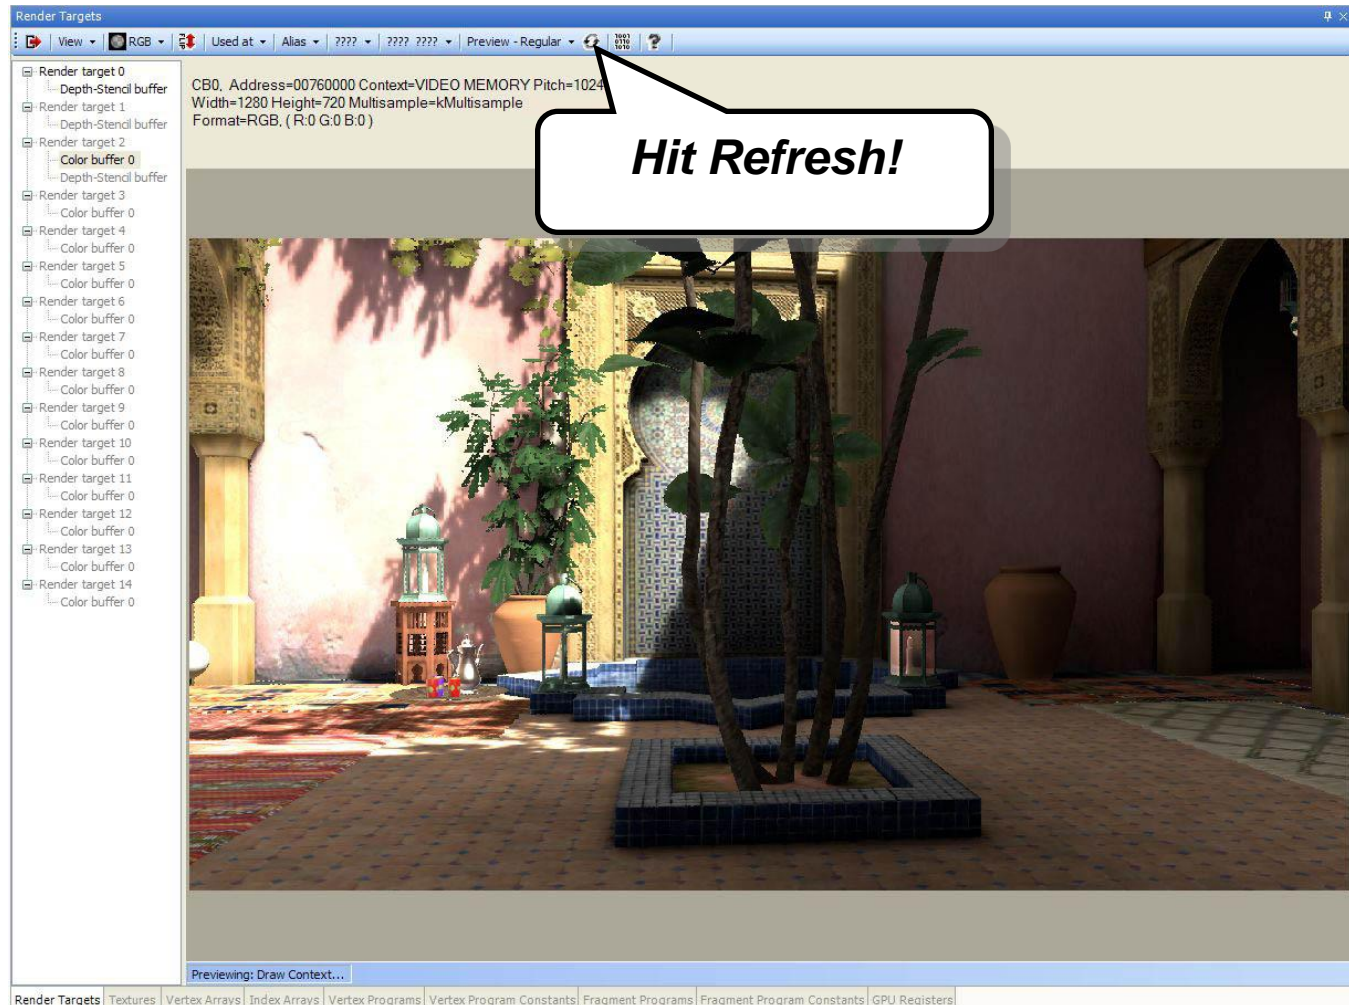 Render Targets
View RGB Used at Alias ???? ???? ???? Preview - Regular 1001 0110 1010 ?
Render target 0
Depth-Stencil buffer
Render target 1
Depth-Stencil buffer
Render target 2
Color buffer 0
Depth-Stencil buffer
Render target 3
Color buffer 0
Render target 4
Color buffer 0
Render target 5
Color buffer 0
Render target 6
Color buffer 0
Render target 7
Color buffer 0
Render target 8
Color buffer 0
Render target 9
Color buffer 0
Render target 10
Color buffer 0
Render target 11
Color buffer 0
Render target 12
Color buffer 0
Render target 13
Color buffer 0
Render target 14
Color buffer 0
CB0, Address=00760000 Context=VIDEO MEMORY Pitch=1024
Width=1280 Height=720 Multisample=kMultisample
Format=RGB, ( R:0 G:0 B:0 )
Hit Refresh!
Previewing: Draw Context...
Render Targets Textures Vertex Arrays Index Arrays Vertex Programs Vertex Program Constants Fragment Programs Fragment Program Constants GPU Registers